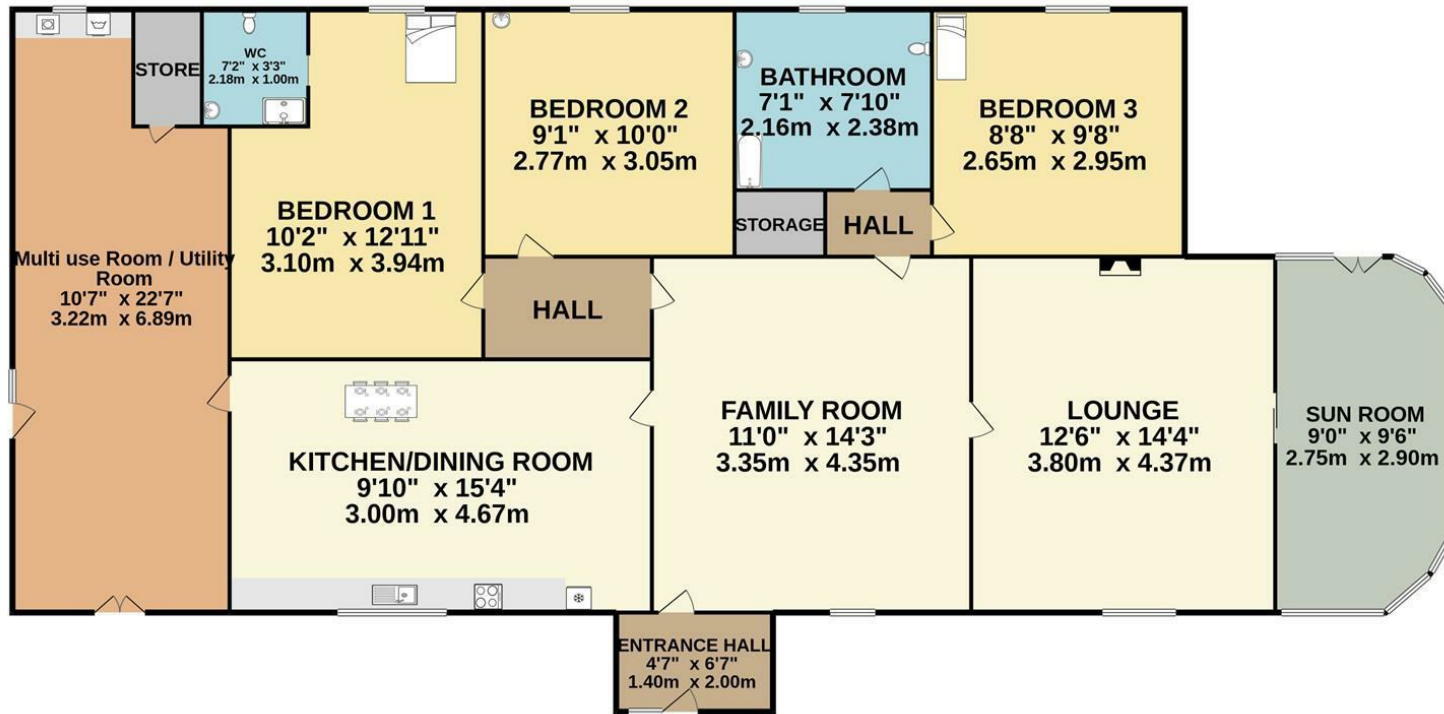 STORE
WC
7'2" x 3'3"
2.18m x 1.00m
BEDROOM 1
10'2" x 12'11"
3.10m x 3.94m
BEDROOM 2
9'1" x 10'0"
2.77m x 3.05m
BATHROOM
7'1" x 7'10"
2.16m x 2.38m
BEDROOM 3
8'8" x 9'8"
2.65m x 2.95m
STORAGE
HALL
Multi use Room / Utility
Room
10'7" x 22'7"
3.22m x 6.89m
HALL
KITCHEN/DINING ROOM
9'10" x 15'4"
3.00m x 4.67m
FAMILY ROOM
11'0" x 14'3"
3.35m x 4.35m
LOUNGE
12'6" x 14'4"
3.80m x 4.37m
SUN ROOM
9'0" x 9'6"
2.75m x 2.90m
ENTRANCE HALL
4'7" x 6'7"
1.40m x 2.00m